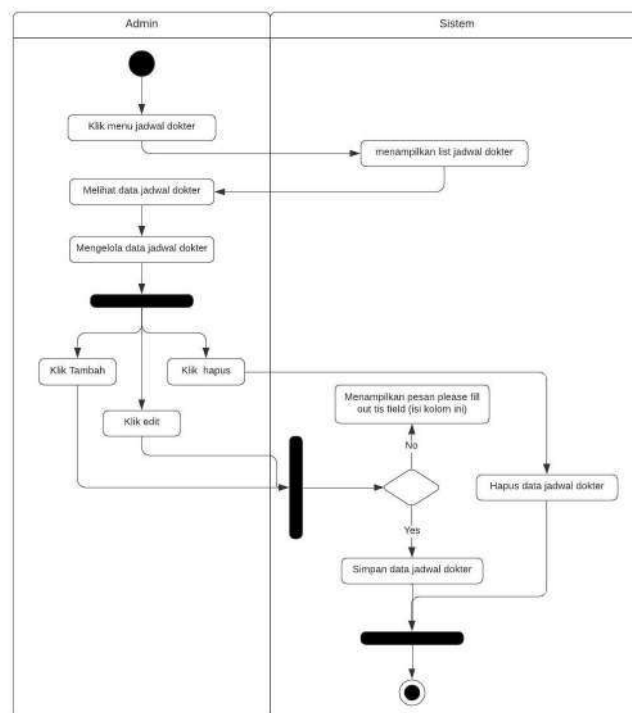 Admin
Sistem
Klik menu jadwal dokter
menampilkan list jadwal dokter
Melihat data jadwal dokter
Mengelola data jadwal dokter
Klik Tambah
Klik hapus
Klik edit
Menampilkan pesan please fill
out tis field (isi kolom ini)
No
Hapus data jadwal dokter
Yes
Simpan data jadwal dokter